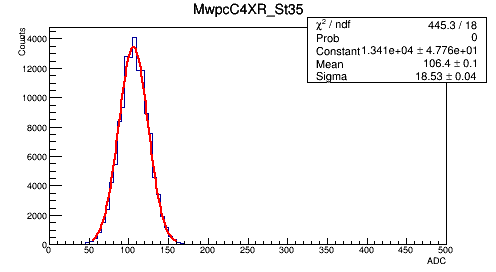 MwpcC4XR_St35
χ² / ndf 445.3 / 18
Prob 0
Constant 1.341e+04 ± 4.776e+01
Mean 106.4 ± 0.1
Sigma 18.53 ± 0.04
Counts
14000
12000
10000
8000
6000
4000
2000
0
0 50 100 150 200 250 300 350 400 450 500
ADC